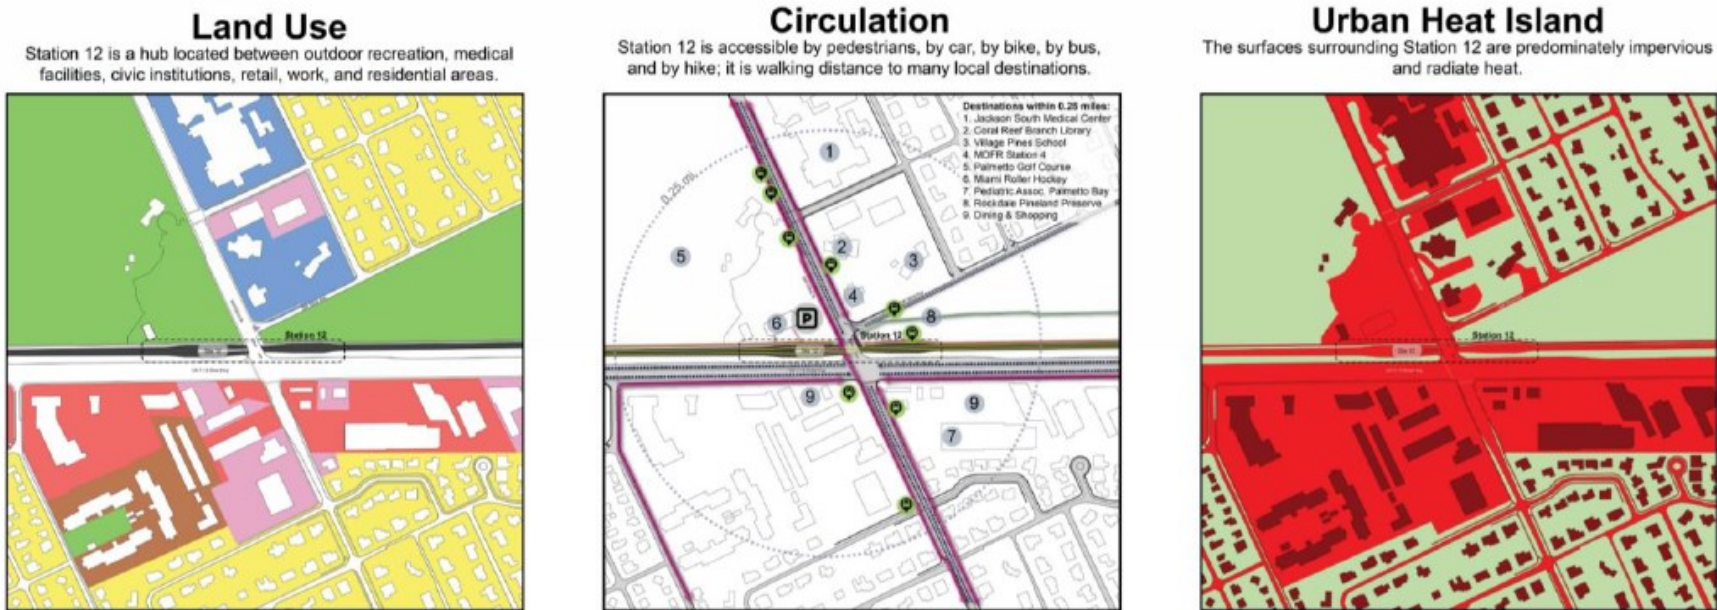 Land Use
Station 12 is a hub located between outdoor recreation, medical
facilities, civic institutions, retail, work, and residential areas.
Station 12
Circulation
Station 12 is accessible by pedestrians, by car, by bike, by bus,
and by hike; it is walking distance to many local destinations.
Destinations within 0.25 miles:
1. Jackson South Medical Center
2. Coral Reef Branch Library
3. Village Pines School
4. MDFR Station 4
5. Palmetto Golf Course
6. Miami Roller Hockey
7. Pediatric Assoc. Palmetto Bay
8. Rockdale Pineland Preserve
9. Dining & Shopping
0.25 mi
1
2
5
3
4
6
P
8
Station 12
9
9
7
Urban Heat Island
The surfaces surrounding Station 12 are predominately impervious
and radiate heat.
Station 12